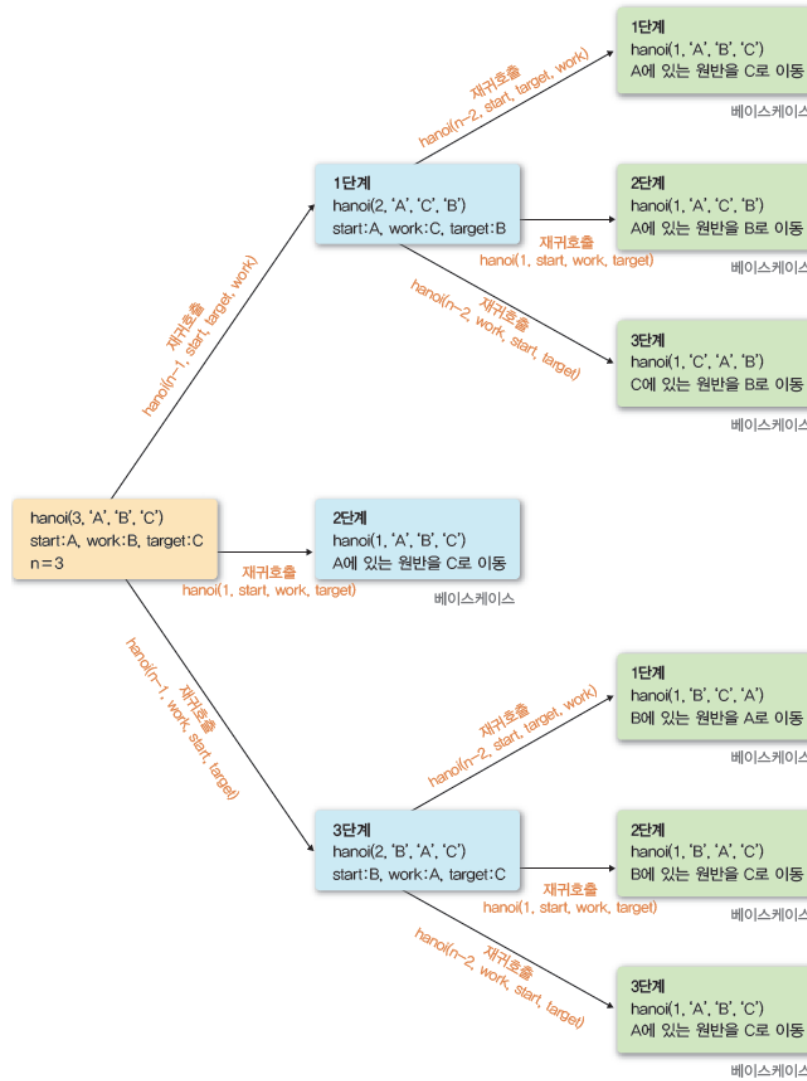 1단계
hanoi(1, ‘A’, ‘B’, ‘C’)
A에 있는 원반을 C로 이동
베이스케이스
재귀호출
hanoi(n-2, start, target, work)
1단계
hanoi(2, ‘A’, ‘C’, ‘B’)
start:A, work:C, target:B
2단계
hanoi(1, ‘A’, ‘C’, ‘B’)
A에 있는 원반을 B로 이동
베이스케이스
재귀호출
hanoi(1, start, work, target)
재귀호출
hanoi(n-2, work, start, target)
3단계
hanoi(1, ‘C’, ‘A’, ‘B’)
C에 있는 원반을 B로 이동
베이스케이스
재귀호출
hanoi(n-1, start, target, work)
hanoi(3, ‘A’, ‘B’, ‘C’)
start:A, work:B, target:C
n=3
재귀호출
hanoi(1, start, work, target)
2단계
hanoi(1, ‘A’, ‘B’, ‘C’)
A에 있는 원반을 C로 이동
베이스케이스
재귀호출
hanoi(n-1, work, start, target)
1단계
hanoi(1, ‘B’, ‘C’, ‘A’)
B에 있는 원반을 A로 이동
베이스케이스
재귀호출
hanoi(n-2, start, target, work)
3단계
hanoi(2, ‘B’, ‘A’, ‘C’)
start:B, work:A, target:C
2단계
hanoi(1, ‘B’, ‘A’, ‘C’)
B에 있는 원반을 C로 이동
베이스케이스
재귀호출
hanoi(1, start, work, target)
재귀호출
hanoi(n-2, work, start, target)
3단계
hanoi(1, ‘A’, ‘B’, ‘C’)
A에 있는 원반을 C로 이동
베이스케이스